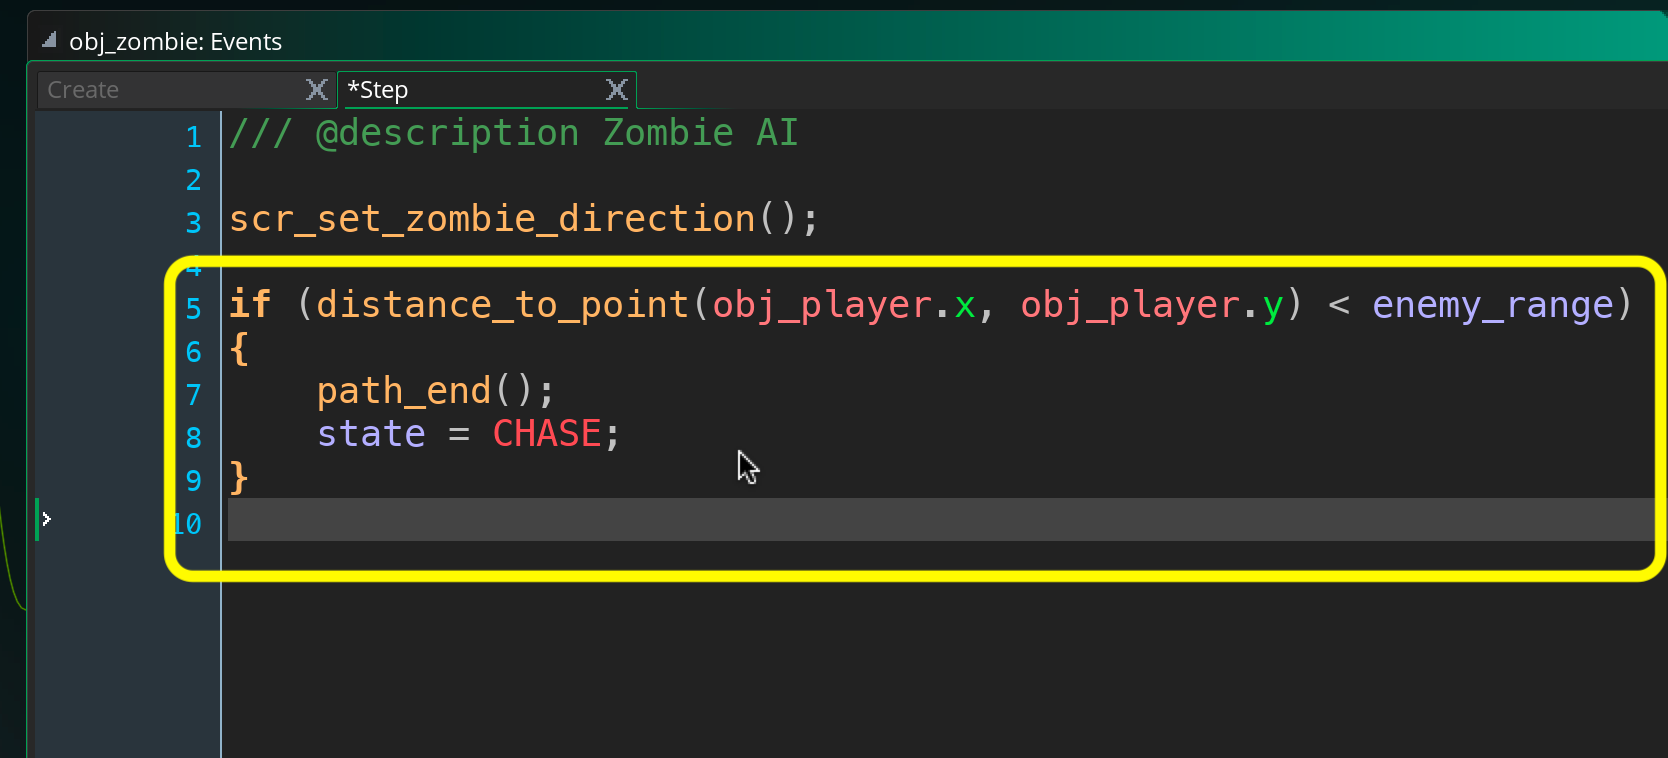 obj_zombie: Events
Create *Step
1 /// @description Zombie AI
2
3 scr_set_zombie_direction();
4
5 if (distance_to_point(obj_player.x, obj_player.y) < enemy_range)
6 {
7     path_end();
8     state = CHASE;
9 }
10